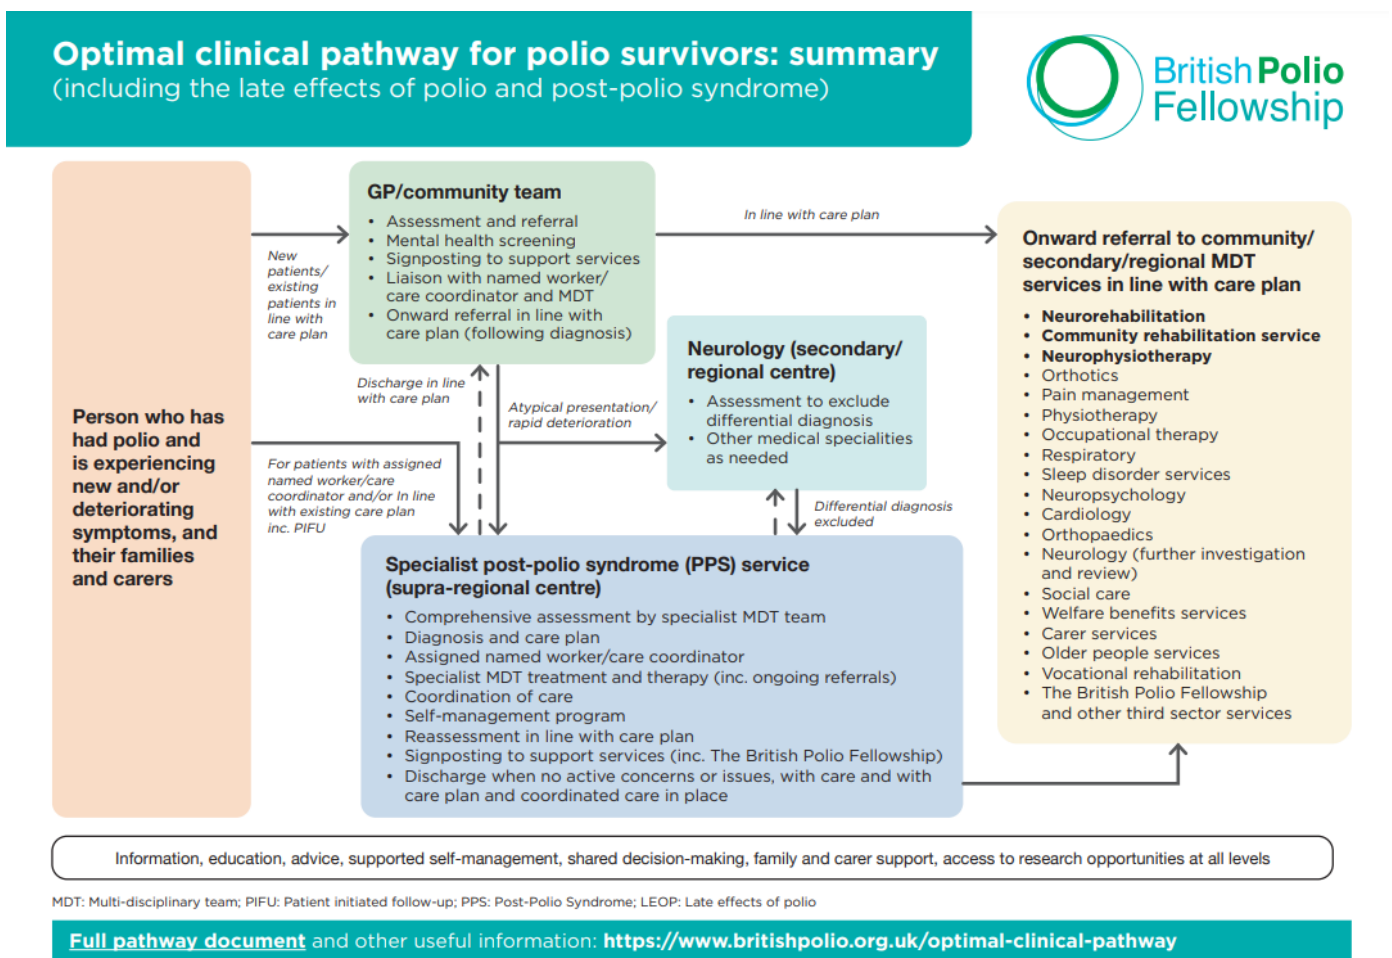 Optimal clinical pathway for polio survivors: summary
(including the late effects of polio and post-polio syndrome)
British Polio
Fellowship
Person who has
had polio and
is experiencing
new and/or
deteriorating
symptoms, and
their families
and carers
New
patients/
existing
patients in
line with
care plan
GP/community team
• Assessment and referral
• Mental health screening
• Signposting to support services
• Liaison with named worker/
care coordinator and MDT
• Onward referral in line with
care plan (following diagnosis)
In line with care plan
Discharge in line
with care plan
Atypical presentation/
rapid deterioration
For patients with assigned
named worker/care
coordinator and/or In line
with existing care plan
inc. PIFU
Neurology (secondary/
regional centre)
• Assessment to exclude
differential diagnosis
• Other medical specialities
as needed
Differential diagnosis
excluded
Specialist post-polio syndrome (PPS) service
(supra-regional centre)
• Comprehensive assessment by specialist MDT team
• Diagnosis and care plan
• Assigned named worker/care coordinator
• Specialist MDT treatment and therapy (inc. ongoing referrals)
• Coordination of care
• Self-management program
• Reassessment in line with care plan
• Signposting to support services (inc. The British Polio Fellowship)
• Discharge when no active concerns or issues, with care and with
care plan and coordinated care in place
Onward referral to community/
secondary/regional MDT
services in line with care plan
• Neurorehabilitation
• Community rehabilitation service
• Neurophysiotherapy
• Orthotics
• Pain management
• Physiotherapy
• Occupational therapy
• Respiratory
• Sleep disorder services
• Neuropsychology
• Cardiology
• Orthopaedics
• Neurology (further investigation
and review)
• Social care
• Welfare benefits services
• Carer services
• Older people services
• Vocational rehabilitation
• The British Polio Fellowship
and other third sector services
Information, education, advice, supported self-management, shared decision-making, family and carer support, access to research opportunities at all levels
MDT: Multi-disciplinary team; PIFU: Patient initiated follow-up; PPS: Post-Polio Syndrome; LEOP: Late effects of polio
Full pathway document and other useful information: https://www.britishpolio.org.uk/optimal-clinical-pathway